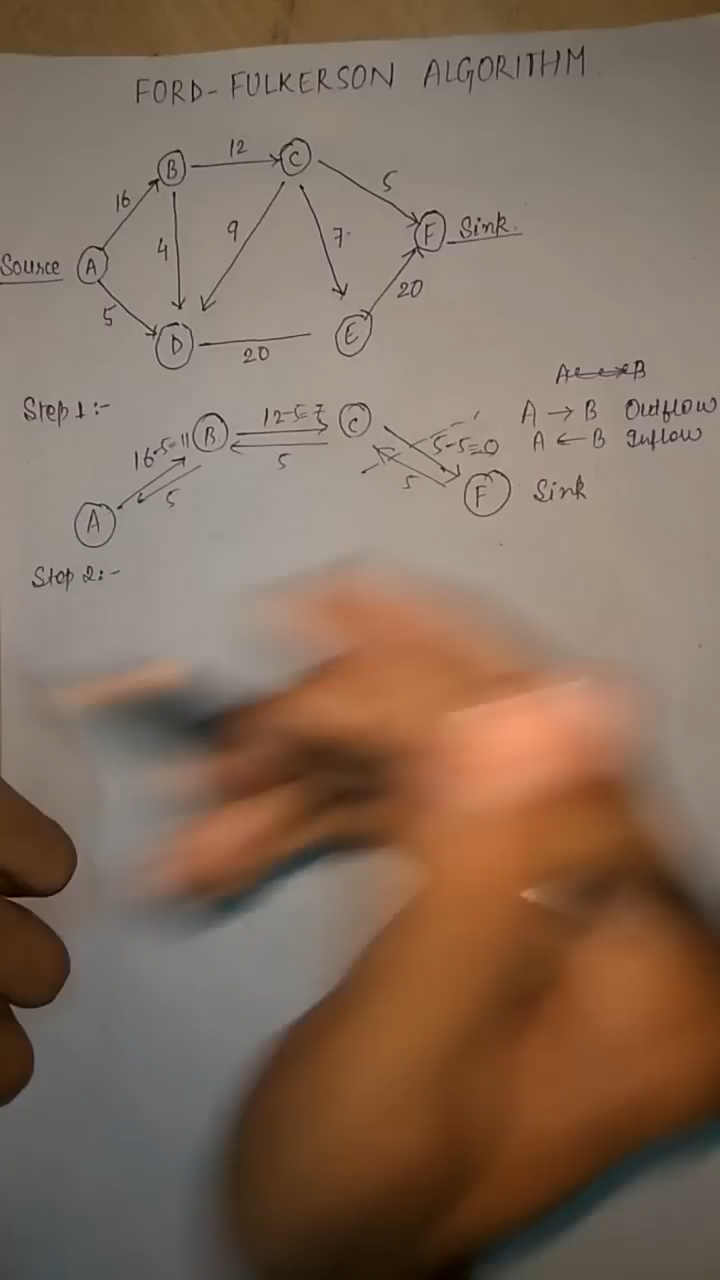 FORD-FULKERSON ALGORITHM
12
B
C
16
5
4
9
7
F Sink.
Source A
5
20
D
E
20
A B
Step 1:-
12-5=7
A → B Outflow
B
C
A ← B Inflow
16-5=11
5
5-5=0
5
5
A
F Sink
Stop 2:-